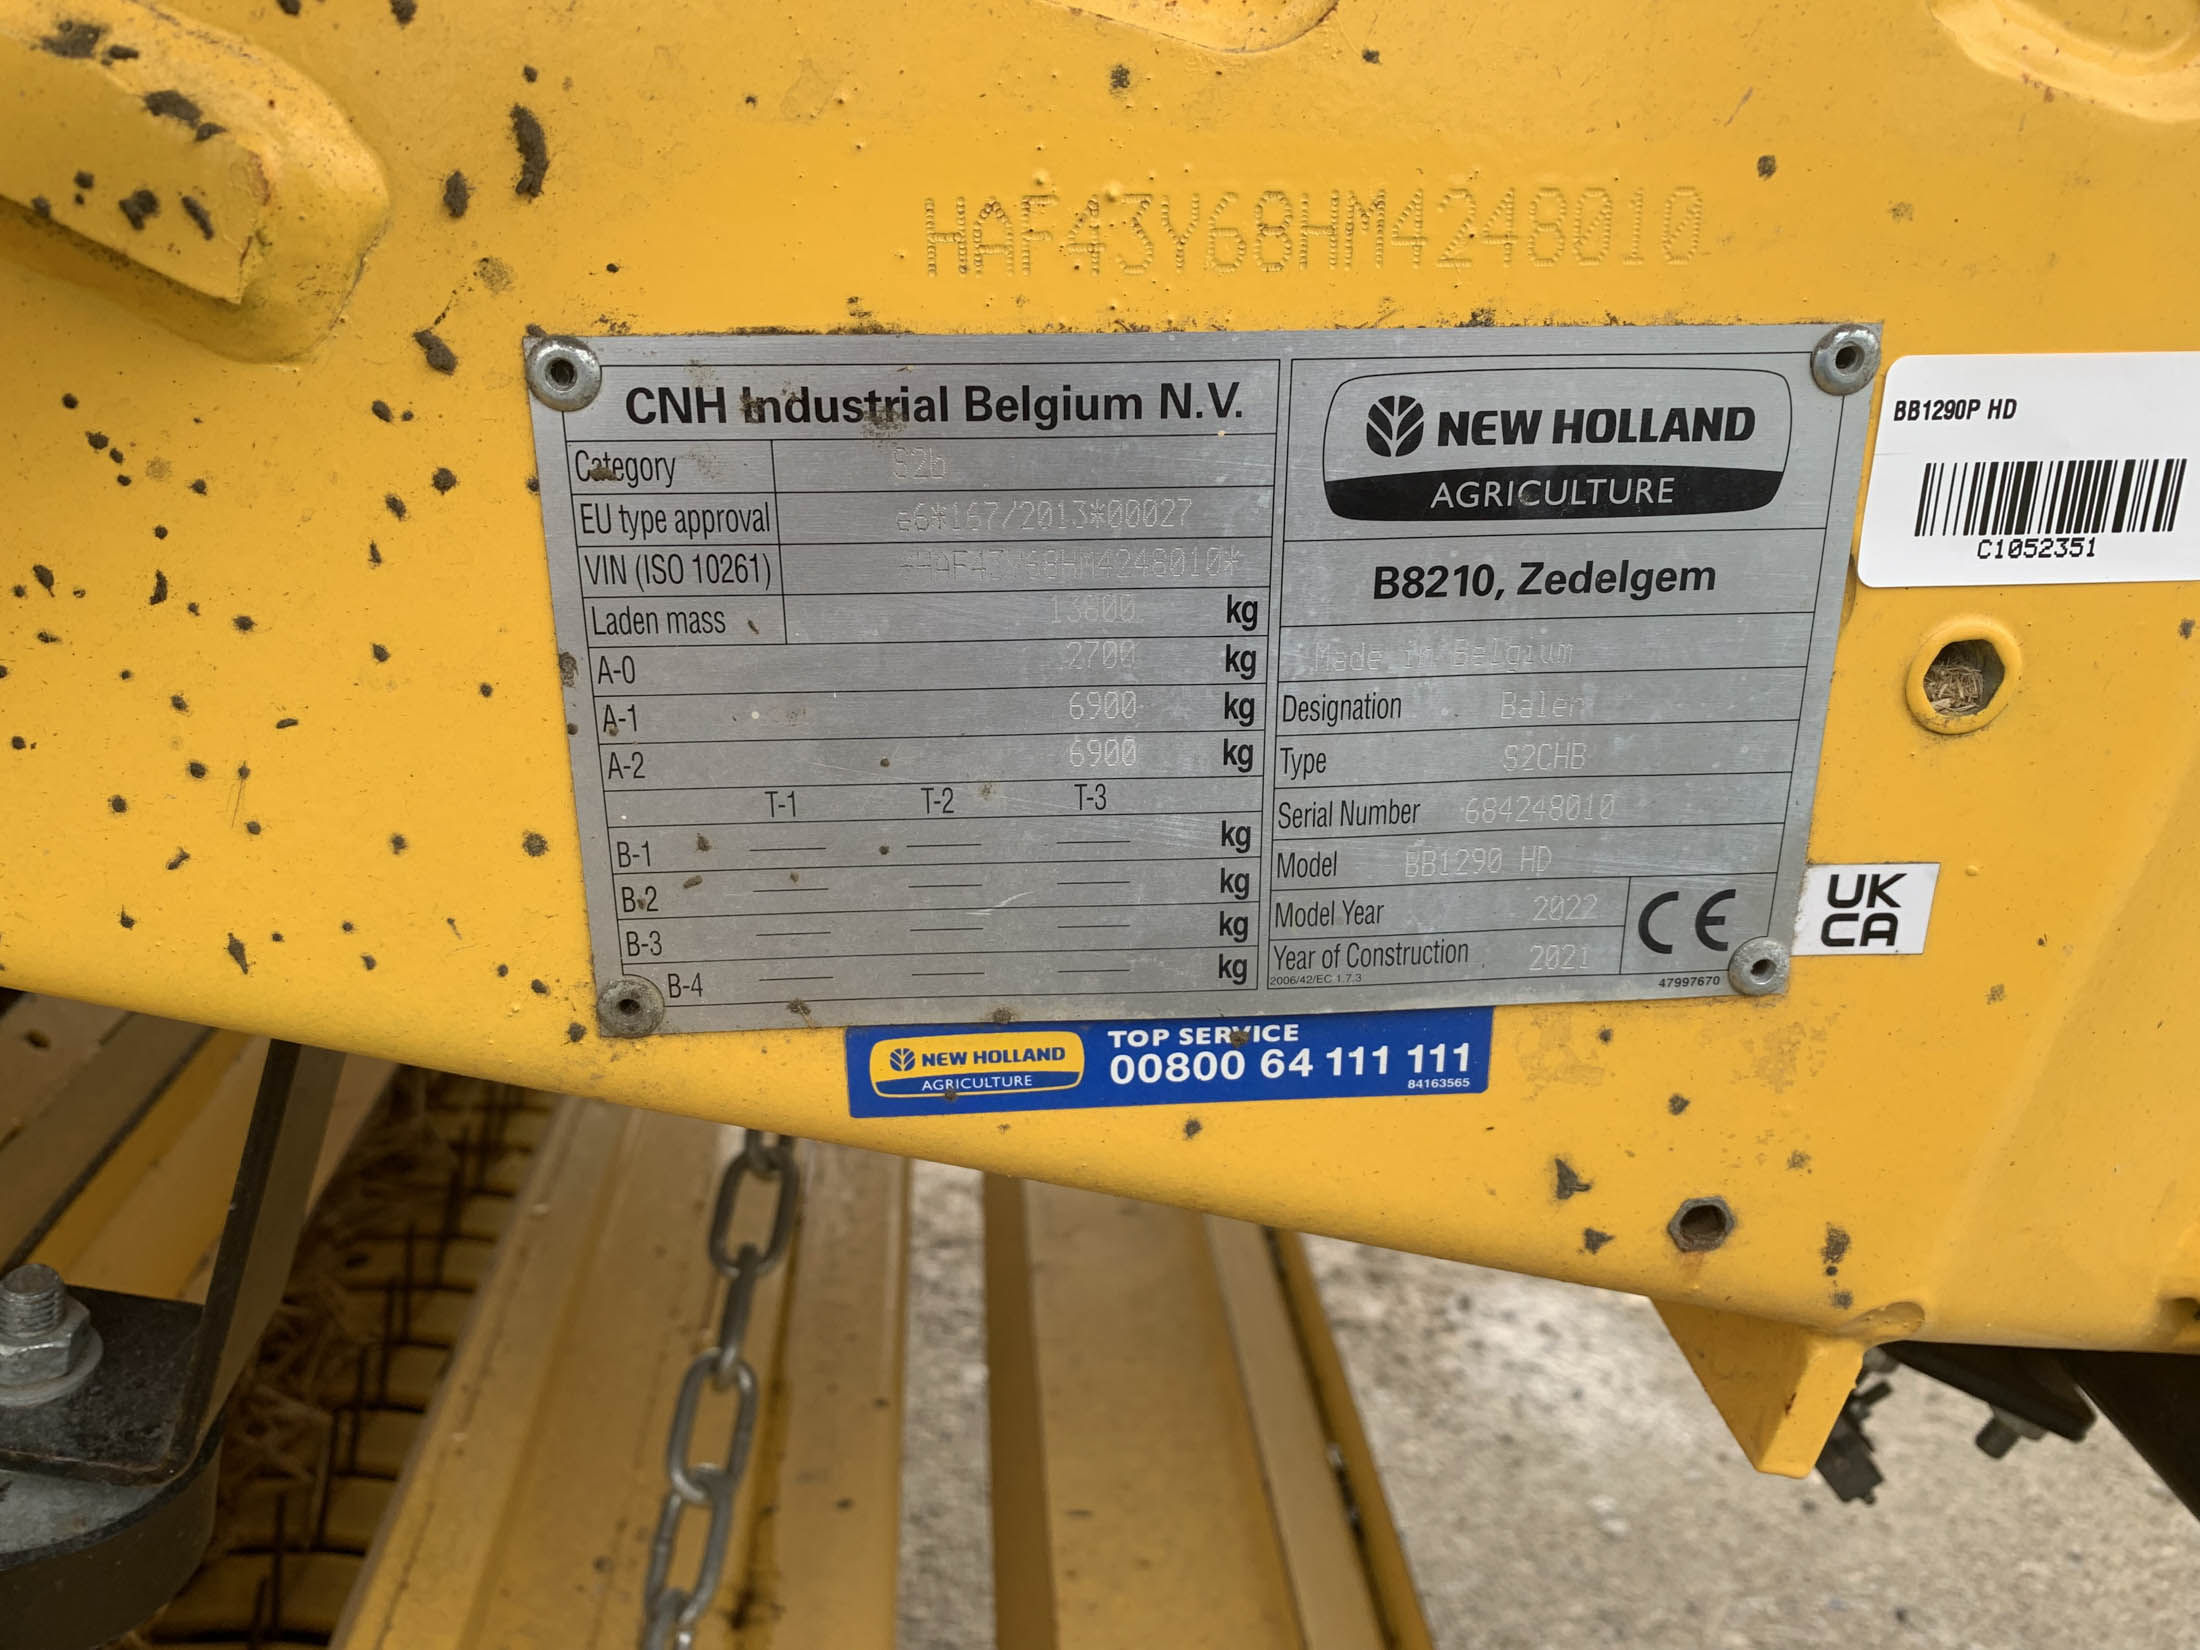 HAF43Y68HM4248010
CNH Industrial Belgium N.V.
Category S2b
EU type approval e6*167/2013*00027
VIN (ISO 10261) *HAF43Y68HM4248010*
Laden mass 13800 kg
A-0 2700 kg
A-1 6900 kg
A-2 6900 kg
T-1 T-2 T-3
B-1 — — — kg
B-2 — — — kg
B-3 — — — kg
B-4 — — — kg
NEW HOLLAND
AGRICULTURE
B8210, Zedelgem
Made in Belgium
Designation Baler
Type S2CHB
Serial Number 684248010
Model BB1290 HD
Model Year 2022
Year of Construction 2021
CE
2006/42/EC 1.7.3
47997670
BB1290P HD
C1052351
UK
CA
NEW HOLLAND
AGRICULTURE
TOP SERVICE
00800 64 111 111
84163565